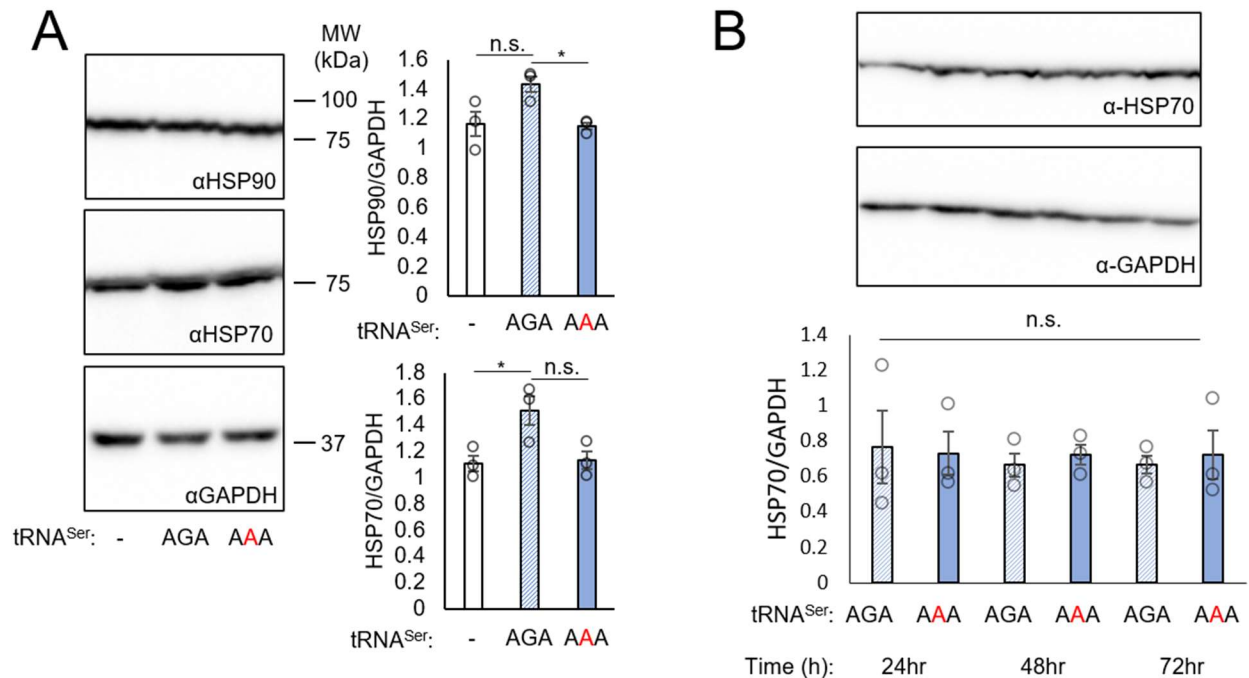 A
MW
(kDa)
100
75
αHSP90
75
αHSP70
37
αGAPDH
tRNASer: - AGA AAA
n.s. *
1.6
1.4
1.2
1
0.8
0.6
0.4
0.2
0
HSP90/GAPDH
tRNASer: - AGA AAA
* n.s.
1.8
1.6
1.4
1.2
1
0.8
0.6
0.4
0.2
0
HSP70/GAPDH
tRNASer: - AGA AAA
B
α-HSP70
α-GAPDH
n.s.
1.4
1.2
1
0.8
0.6
0.4
0.2
0
HSP70/GAPDH
tRNASer: AGA AAA AGA AAA AGA AAA
Time (h): 24hr 48hr 72hr